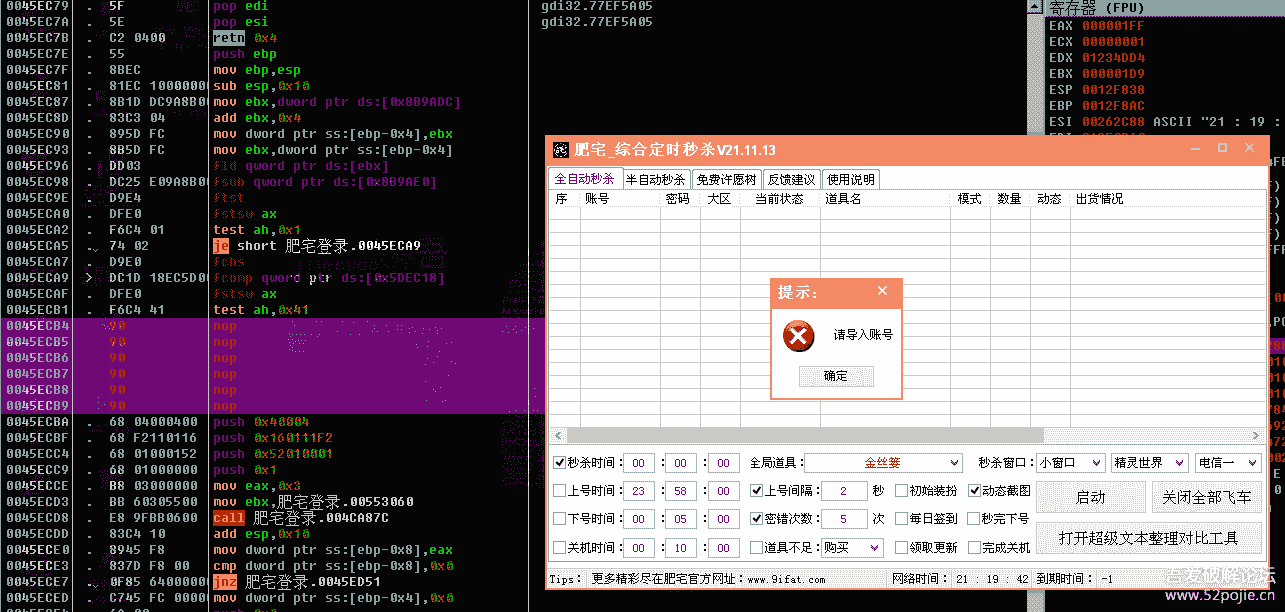 0045EC79 . 5F pop edi
0045EC7A . 5E pop esi
0045EC7B . C2 0400 retn 0x4
0045EC7E . 55 push ebp
0045EC7F . 8BEC mov ebp,esp
0045EC81 . 81EC 1000000 sub esp,0x10
0045EC87 . 8B1D DC9A8B0 mov ebx,dword ptr ds:[0x8B9ADC]
0045EC8D . 83C3 04 add ebx,0x4
0045EC90 . 895D FC mov dword ptr ss:[ebp-0x4],ebx
0045EC93 . 8B5D FC mov ebx,dword ptr ss:[ebp-0x4]
0045EC96 . DD03 fld qword ptr ds:[ebx]
0045EC98 . DC25 E09A8B0 fsub qword ptr ds:[0x8B9AE0]
0045EC9E . D9E4 ftst
0045ECA0 . DFE0 fstsw ax
0045ECA2 . F6C4 01 test ah,0x1
0045ECA5 . 74 02 je short 肥宅登录.0045ECA9
0045ECA7 . D9E0 fchs
0045ECA9 > DC1D 18EC5D0 fcomp qword ptr ds:[0x5DEC18]
0045ECAF . DFE0 fstsw ax
0045ECB1 . F6C4 41 test ah,0x41
0045ECB4 90 nop
0045ECB5 90 nop
0045ECB6 90 nop
0045ECB7 90 nop
0045ECB8 90 nop
0045ECB9 90 nop
0045ECBA . 68 04000400 push 0x40004
0045ECBF . 68 F2110116 push 0x160111F2
0045ECC4 . 68 01000152 push 0x52010001
0045ECC9 . 68 01000000 push 0x1
0045ECCE . B8 03000000 mov eax,0x3
0045ECD3 . BB 60305500 mov ebx,肥宅登录.00553060
0045ECD8 . E8 9FBB0600 call 肥宅登录.004CA87C
0045ECDD . 83C4 10 add esp,0x10
0045ECE0 . 8945 F8 mov dword ptr ss:[ebp-0x8],eax
0045ECE3 . 837D F8 00 cmp dword ptr ss:[ebp-0x8],0x0
0045ECE7 . 0F85 6400000 jnz 肥宅登录.0045ED51
0045ECED . C745 FC 0000 mov dword ptr ss:[ebp-0x4],0x0
gdi32.77EF5A05
gdi32.77EF5A05
寄存器 (FPU)
EAX 000001FF
ECX 00000001
EDX 01234DD4
EBX 000001D9
ESP 0012F838
EBP 0012F8AC
ESI 00262C88 ASCII "21 : 19 :
肥宅_综合定时秒杀V21.11.13
全自动秒杀 半自动秒杀 免费许愿树 反馈建议 使用说明
序 账号 密码 大区 当前状态 道具名 模式 数量 动态 出货情况
提示：
请导入账号
确定
秒杀时间: 00 : 00 : 00 全局道具: 金丝篓 秒杀窗口: 小窗口 精灵世界 电信一
上号时间: 23 : 58 : 00 上号间隔: 2 秒 初始装扮 动态截图 启动 关闭全部飞车
下号时间: 00 : 05 : 00 密错次数: 5 次 每日签到 秒完下号
关机时间: 00 : 10 : 00 道具不足: 购买 领取更新 完成关机 打开超级文本整理对比工具
Tip: 更多精彩尽在肥宅官方网址：www.9ifat.com 网络时间: 21 : 19 : 42 到期时间: -1
吾爱破解论坛
www.52pojie.cn